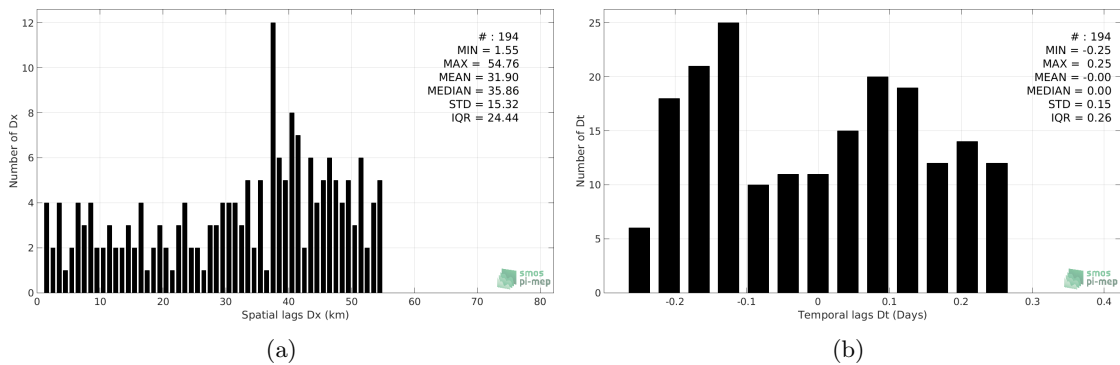 12
10
8
6
4
2
0
Number of Dx
# : 194
MIN = 1.55
MAX = 54.76
MEAN = 31.90
MEDIAN = 35.86
STD = 15.32
IQR = 24.44
smos
pi-mep
0 10 20 30 40 50 60 70 80
Spatial lags Dx (km)
(a)
25
20
15
10
5
0
Number of Dt
# : 194
MIN = -0.25
MAX = 0.25
MEAN = -0.00
MEDIAN = 0.00
STD = 0.15
IQR = 0.26
smos
pi-mep
-0.2 -0.1 0 0.1 0.2 0.3 0.4
Temporal lags Dt (Days)
(b)